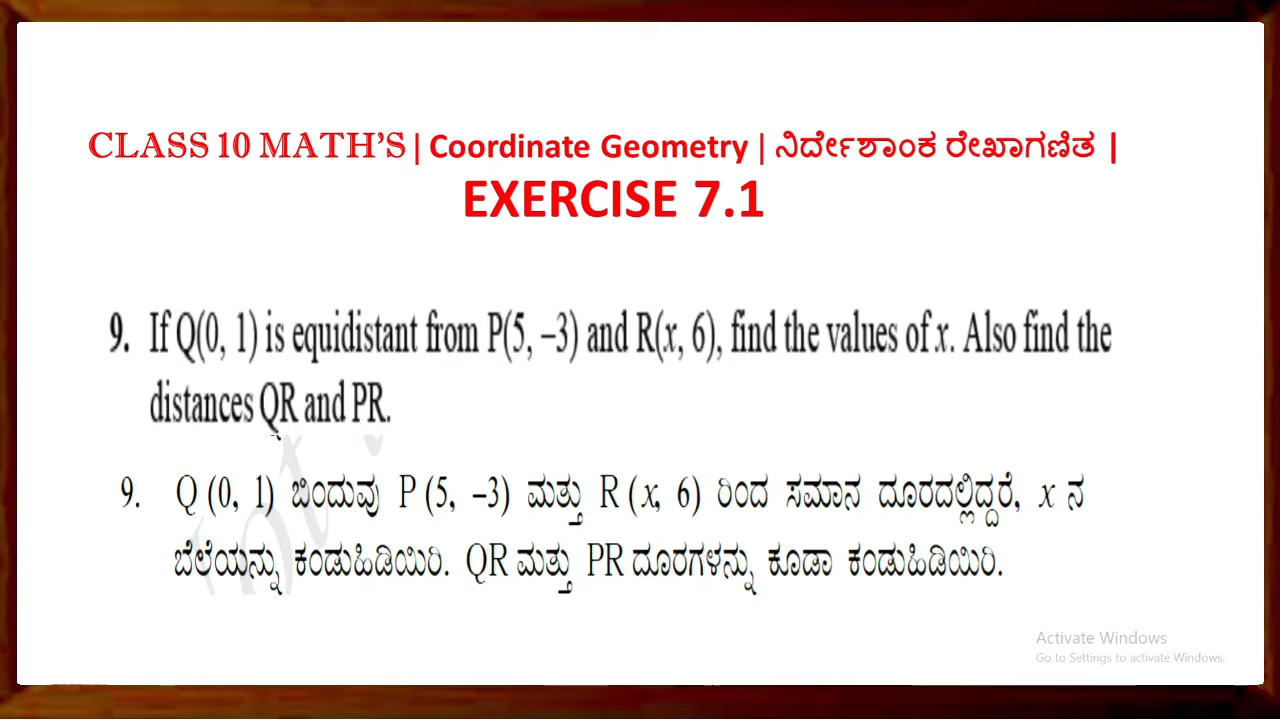 CLASS 10 MATH’S | Coordinate Geometry | ನಿರ್ದೇಶಾಂಕ ರೇಖಾಗಣಿತ |
EXERCISE 7.1
9. If Q(0, 1) is equidistant from P(5, –3) and R(x, 6), find the values of x. Also find the
distances QR and PR.
9. Q (0, 1) ಬಿಂದುವು P (5, –3) ಮತ್ತು R (x, 6) ರಿಂದ ಸಮಾನ ದೂರದಲ್ಲಿದ್ದರೆ, x ನ
ಬೆಲೆಯನ್ನು ಕಂಡುಹಿಡಿಯಿರಿ. QR ಮತ್ತು PR ದೂರಗಳನ್ನು ಕೂಡಾ ಕಂಡುಹಿಡಿಯಿರಿ.
Activate Windows
Go to Settings to activate Windows.